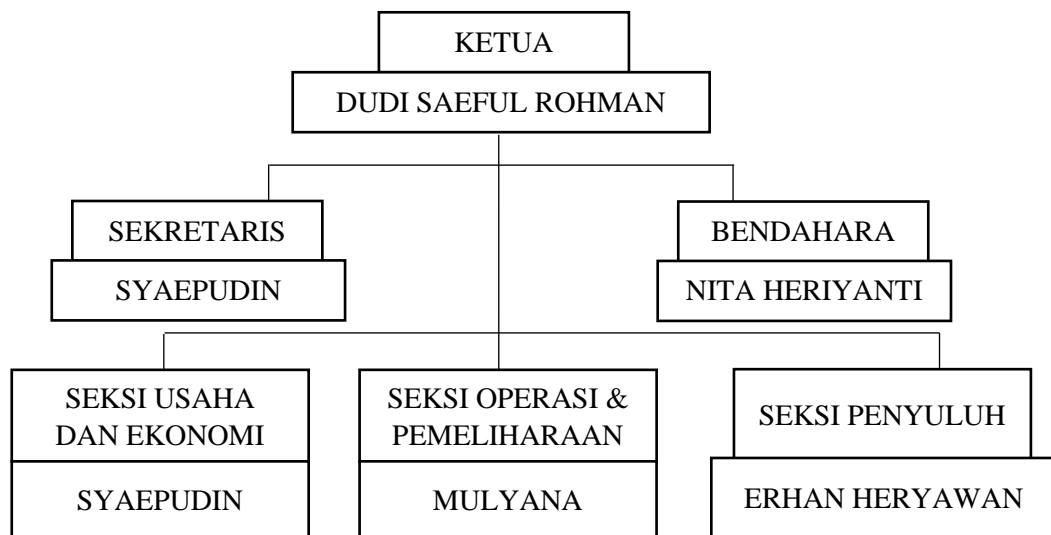 KETUA
DUDI SAEFUL ROHMAN
SEKRETARIS
SYAEPUDIN
BENDAHARA
NITA HERIYANTI
SEKSI USAHA
DAN EKONOMI
SYAEPUDIN
SEKSI OPERASI &
PEMELIHARAAN
MULYANA
SEKSI PENYULUH
ERHAN HERYAWAN